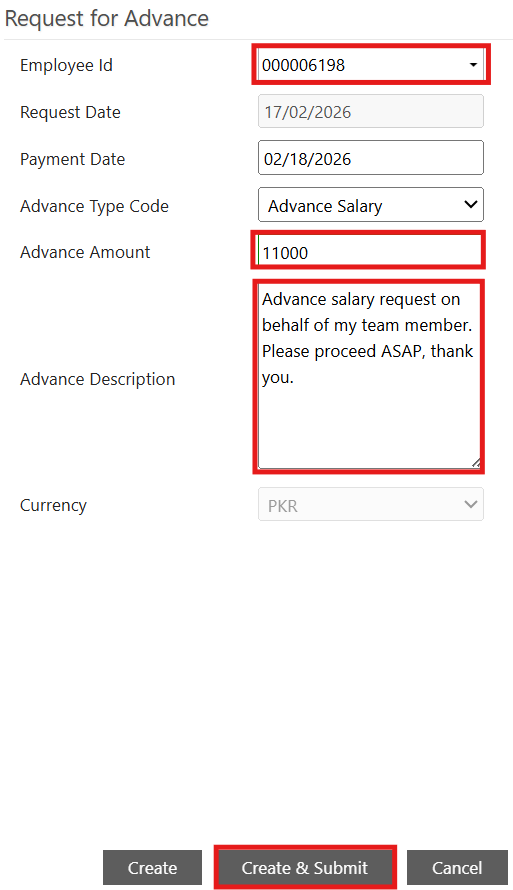 Request for Advance
Employee Id 000006198
Request Date 17/02/2026
Payment Date 02/18/2026
Advance Type Code Advance Salary
Advance Amount 11000
Advance Description
Advance salary request on
behalf of my team member.
Please proceed ASAP, thank
you.
Currency PKR
Create Create & Submit Cancel